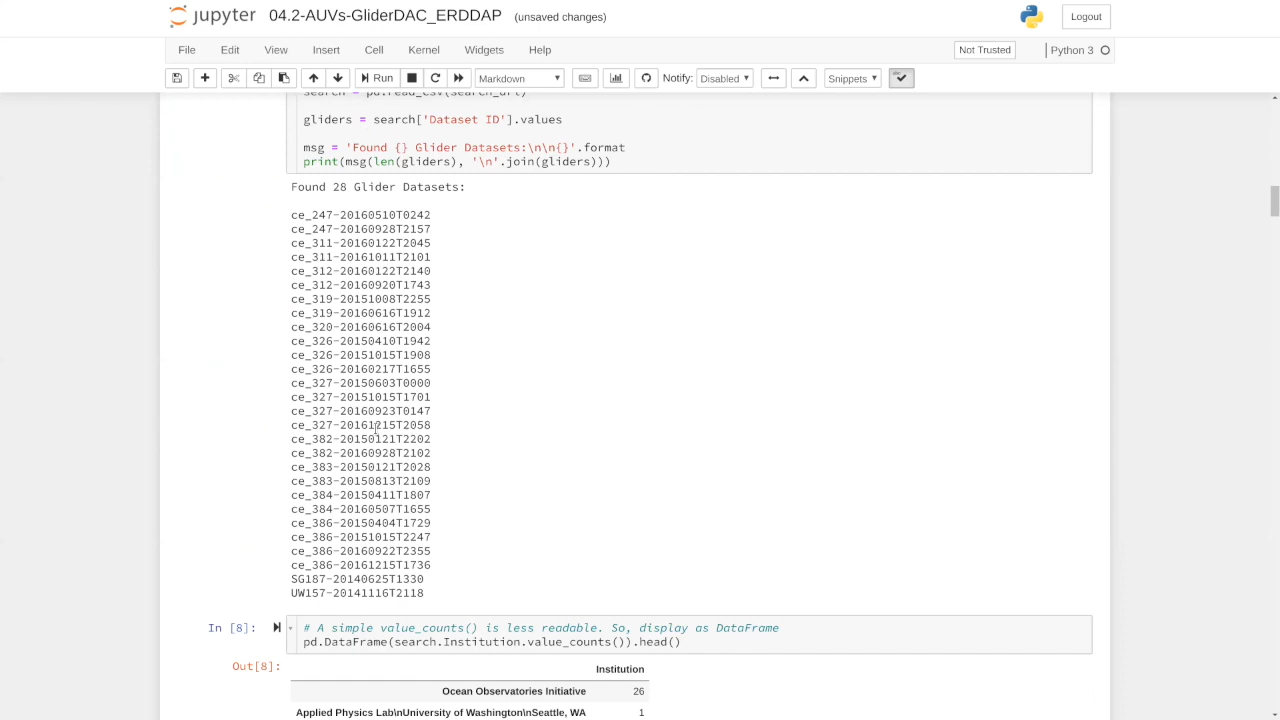 jupyter 04.2-AUVs-GliderDAC_ERDDAP (unsaved changes) Logout
File Edit View Insert Cell Kernel Widgets Help Not Trusted Python 3
Run Markdown Notify: Disabled Snippets
search = pd.read_csv(search_url)
gliders = search['Dataset ID'].values
msg = 'Found {} Glider Datasets:\n\n{}'.format
print(msg(len(gliders), '\n'.join(gliders)))
Found 28 Glider Datasets:
ce_247-20160510T0242
ce_247-20160928T2157
ce_311-20160122T2045
ce_311-20161011T2101
ce_312-20160122T2140
ce_312-20160920T1743
ce_319-20151008T2255
ce_319-20160616T1912
ce_320-20160616T2004
ce_326-20150410T1942
ce_326-20151015T1908
ce_326-20160217T1655
ce_327-20150603T0000
ce_327-20151015T1701
ce_327-20160923T0147
ce_327-20161215T2058
ce_382-20150121T2202
ce_382-20160928T2102
ce_383-20150121T2028
ce_383-20150813T2109
ce_384-20150411T1807
ce_384-20160507T1655
ce_386-20150404T1729
ce_386-20151015T2247
ce_386-20160922T2355
ce_386-20161215T1736
SG187-20140625T1330
UW157-20141116T2118
In [8]: # A simple value_counts() is less readable. So, display as DataFrame
pd.DataFrame(search.Institution.value_counts()).head()
Out[8]: Institution
Ocean Observatories Initiative 26
Applied Physics Lab\nUniversity of Washington\nSeattle, WA 1